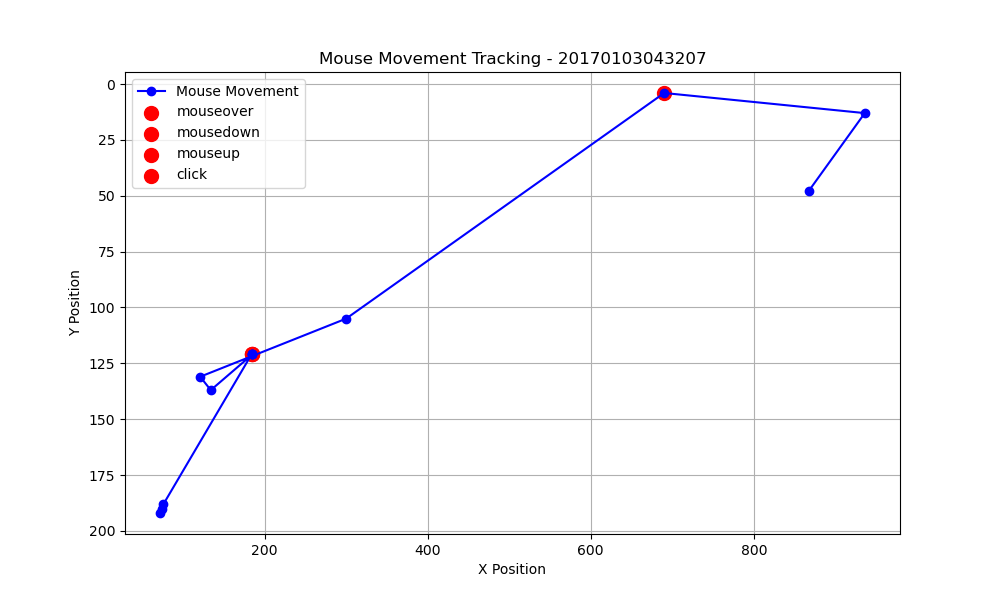 Mouse Movement Tracking - 20170103043207
Mouse Movement
mouseover
mousedown
mouseup
click
0
25
50
75
100
125
150
175
200
Y Position
200
400
600
800
X Position